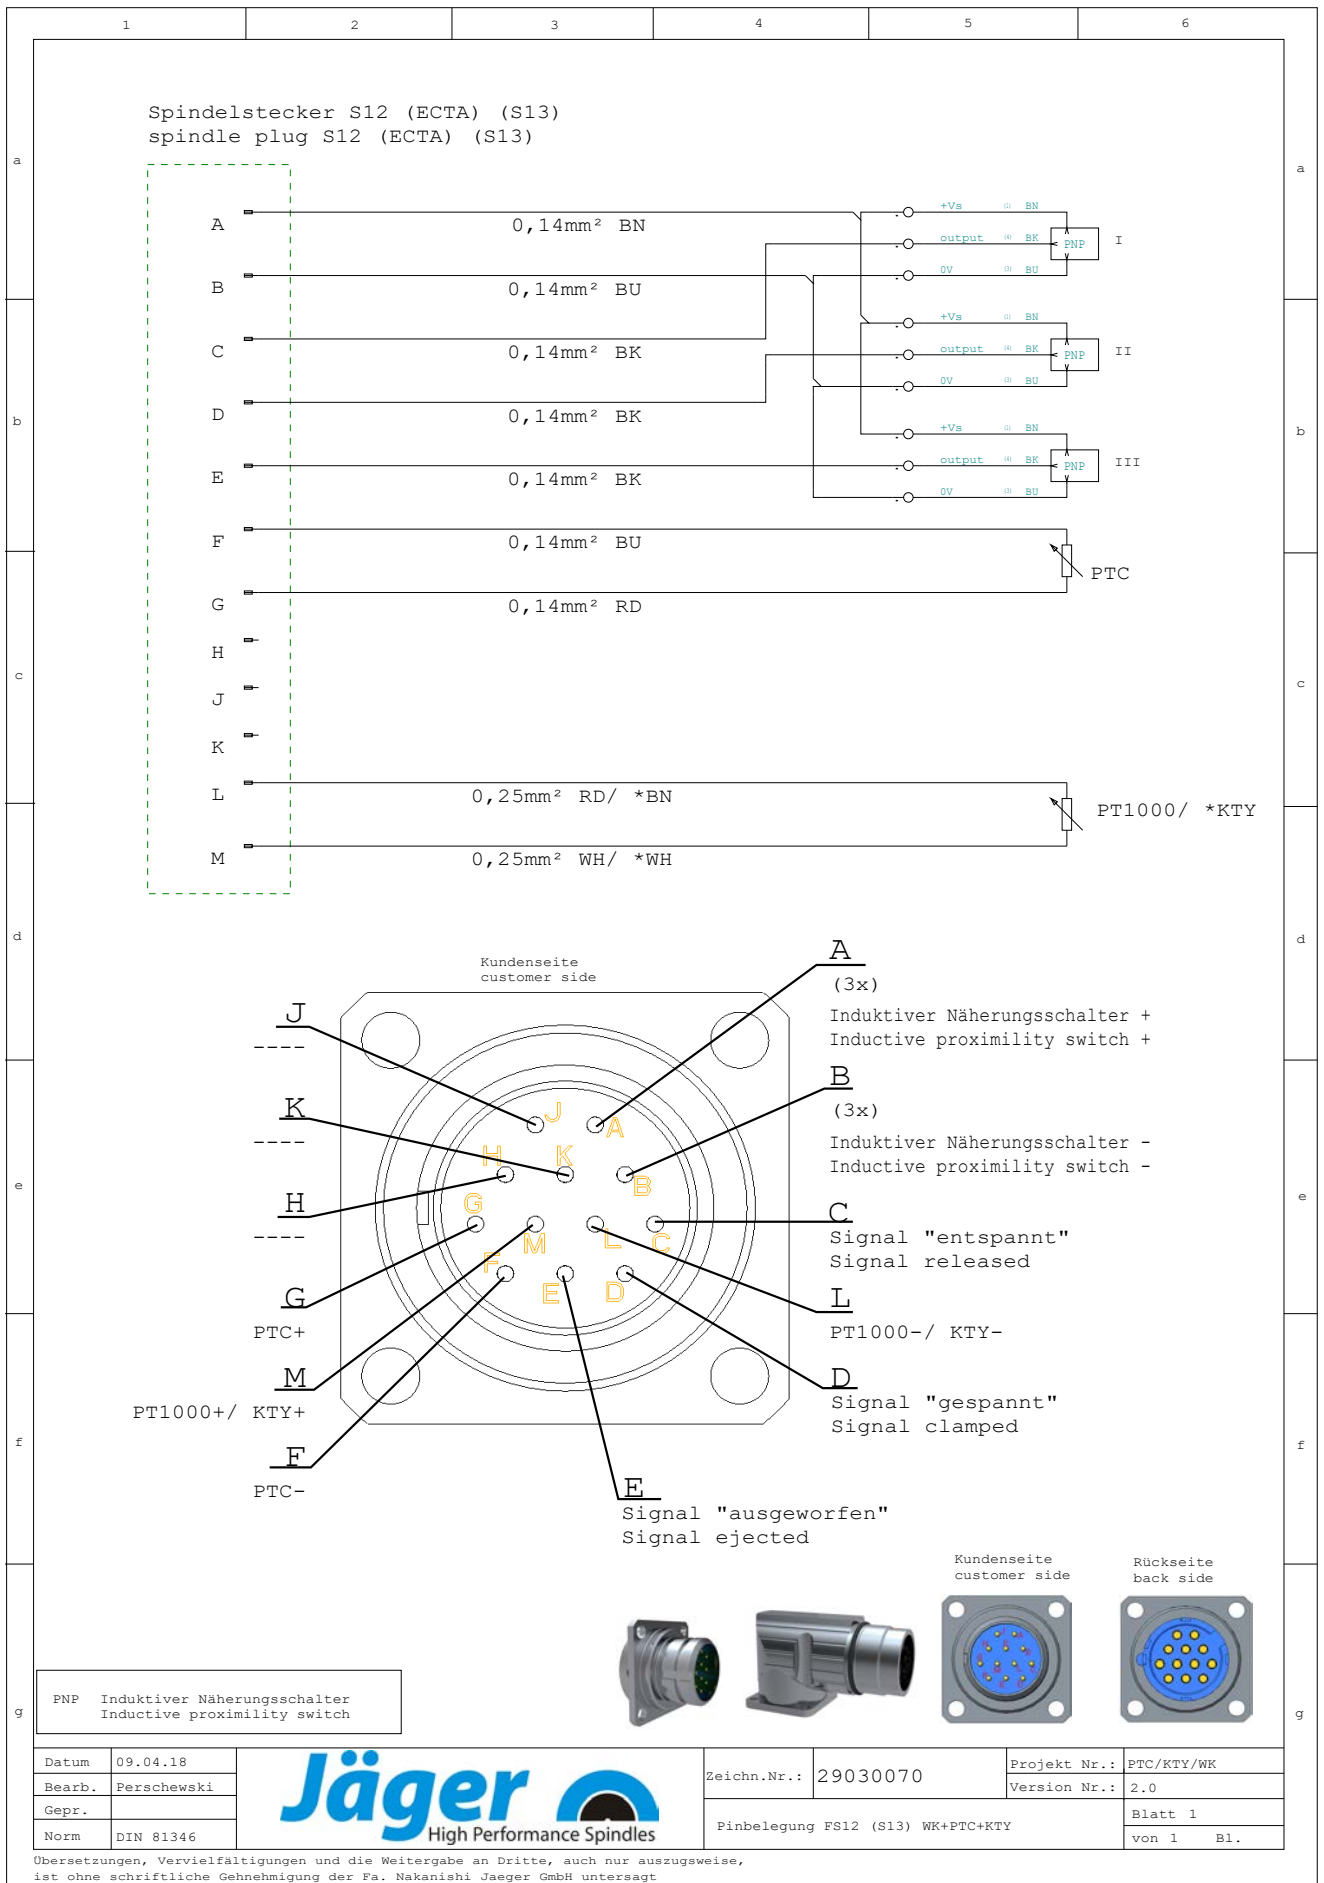 1 2 3 4 5 6
Spindelstecker S12 (ECTA) (S13)
spindle plug S12 (ECTA) (S13)
a a
A 0,14mm² BN
+Vs (1) BN
output (4) BK PNP I
0V (3) BU
B 0,14mm² BU
+Vs (1) BN
C 0,14mm² BK
output (4) BK PNP II
0V (3) BU
D 0,14mm² BK
b b
+Vs (1) BN
output (4) BK PNP III
E 0,14mm² BK
0V (3) BU
F 0,14mm² BU
PTC
G 0,14mm² RD
H
c c
J
K
L 0,25mm² RD/ *BN
PT1000/ *KTY
M 0,25mm² WH/ *WH
d d
Kundenseite
customer side
A
(3x)
Induktiver Näherungsschalter +
Inductive proximility switch +
J
----
B
(3x)
Induktiver Näherungsschalter -
Inductive proximility switch -
K
----
J A
H K B
e e
H
----
G M L C
F E D
C
Signal "entspannt"
Signal released
G
PTC+
L
PT1000-/ KTY-
M
PT1000+/ KTY+
D
Signal "gespannt"
Signal clamped
f f
F
PTC-
E
Signal "ausgeworfen"
Signal ejected
Kundenseite
customer side
Rückseite
back side
g g
PNP Induktiver Näherungsschalter
Inductive proximility switch
Datum 09.04.18
Bearb. Perschewski
Gepr.
Norm DIN 81346
Jäger
High Performance Spindles
Zeichn.Nr.: 29030070
Projekt Nr.: PTC/KTY/WK
Version Nr.: 2.0
Pinbelegung FS12 (S13) WK+PTC+KTY
Blatt 1
von 1 Bl.
Übersetzungen, Vervielfältigungen und die Weitergabe an Dritte, auch nur auszugsweise,
ist ohne schriftliche Gehnehmigung der Fa. Nakanishi Jaeger GmbH untersagt